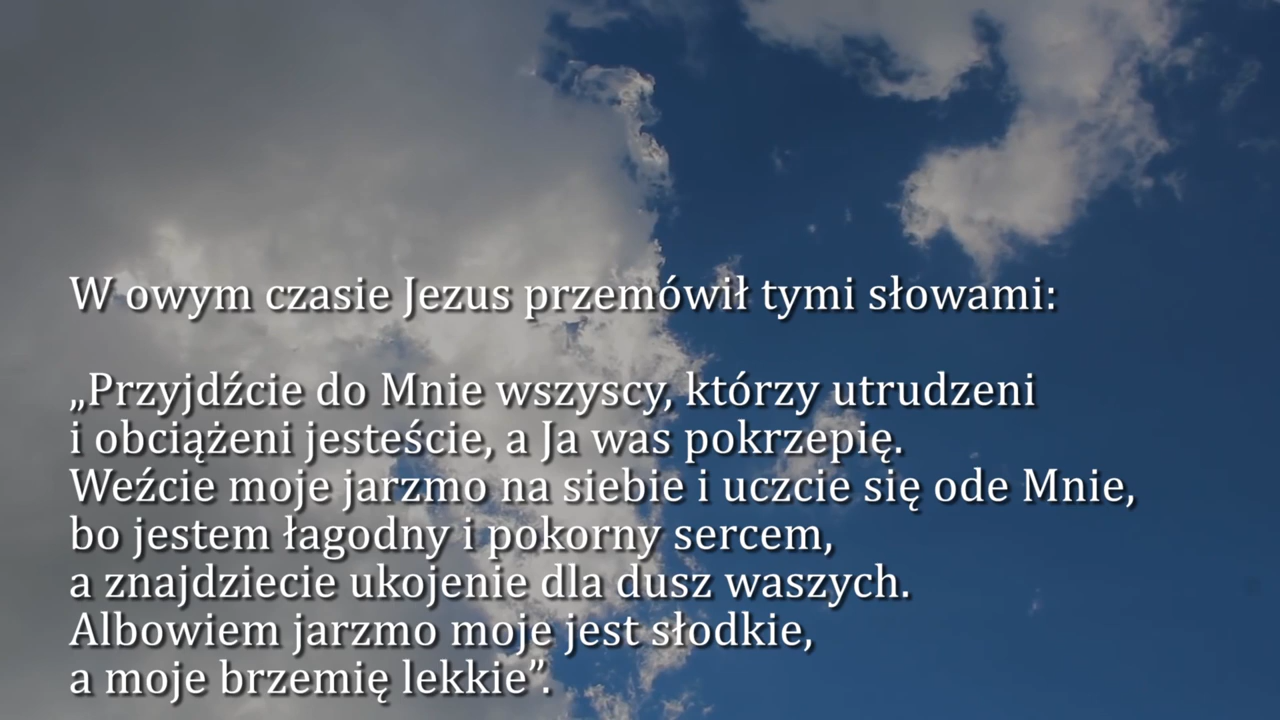 W owym czasie Jezus przemówił tymi słowami:
„Przyjdźcie do Mnie wszyscy, którzy utrudzeni
i obciążeni jesteście, a Ja was pokrzepię.
Weźcie moje jarzmo na siebie i uczcie się ode Mnie,
bo jestem łagodny i pokorny sercem,
a znajdziecie ukojenie dla dusz waszych.
Albowiem jarzmo moje jest słodkie,
a moje brzemię lekkie”.